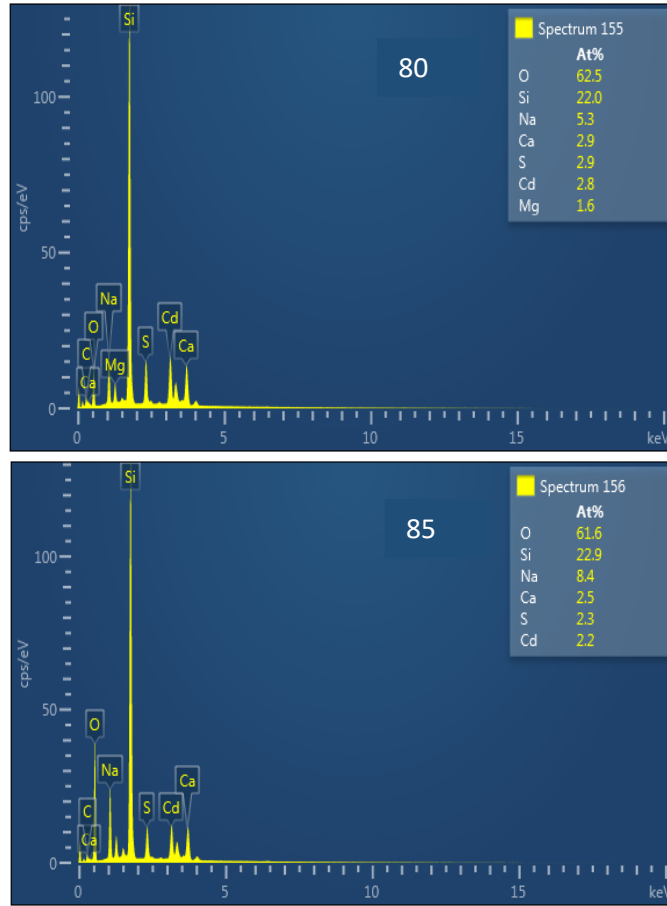 Si
Spectrum 155
80
At%
O 62.5
Si 22.0
Na 5.3
Ca 2.9
S 2.9
Cd 2.8
Mg 1.6
100
cps/eV
50
Na
O
Cd
C
S
Ca
Mg
Ca
0
0 5 10 15 keV
Si
Spectrum 156
85
At%
O 61.6
Si 22.9
Na 8.4
Ca 2.5
S 2.3
Cd 2.2
100
cps/eV
50
O
Na
Ca
C
S
Cd
Ca
0
0 5 10 15 keV